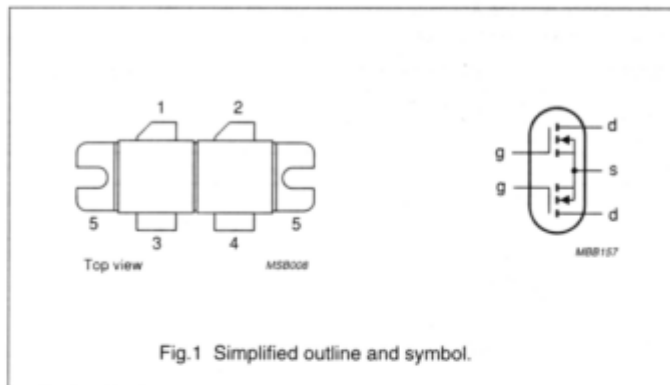 1 2
d
g
s
g
d
5 5
3 4
Top view MSB008
MBB157
Fig.1 Simplified outline and symbol.